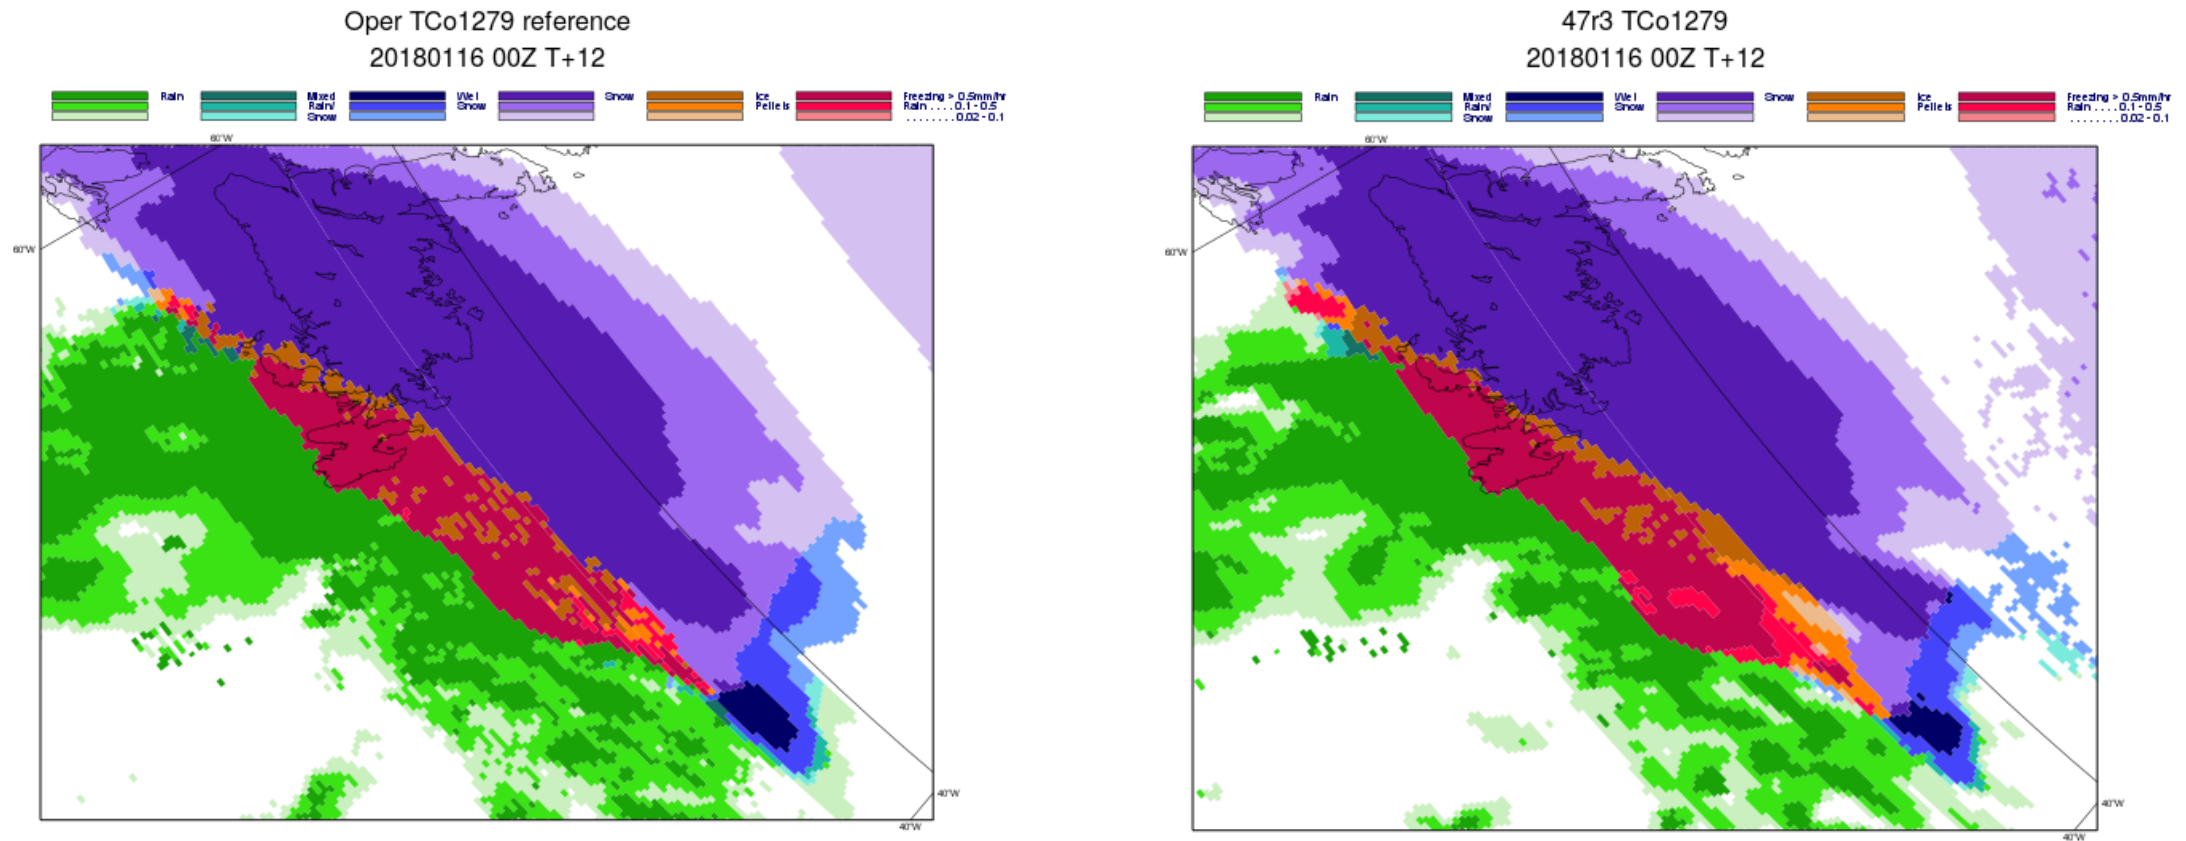 Oper TCo1279 reference
20180116 00Z T+12
Rain Mixed Wet Snow Ice Freezing > 0.5mm/hr
Rain/ Snow Pellets Rain . . . . 0.1 - 0.5
Snow . . . . . . . . 0.02 - 0.1
60°W
60°W
40°W
40°W
47r3 TCo1279
20180116 00Z T+12
Rain Mixed Wet Snow Ice Freezing > 0.5mm/hr
Rain/ Snow Pellets Rain . . . . 0.1 - 0.5
Snow . . . . . . . . 0.02 - 0.1
60°W
60°W
40°W
40°W